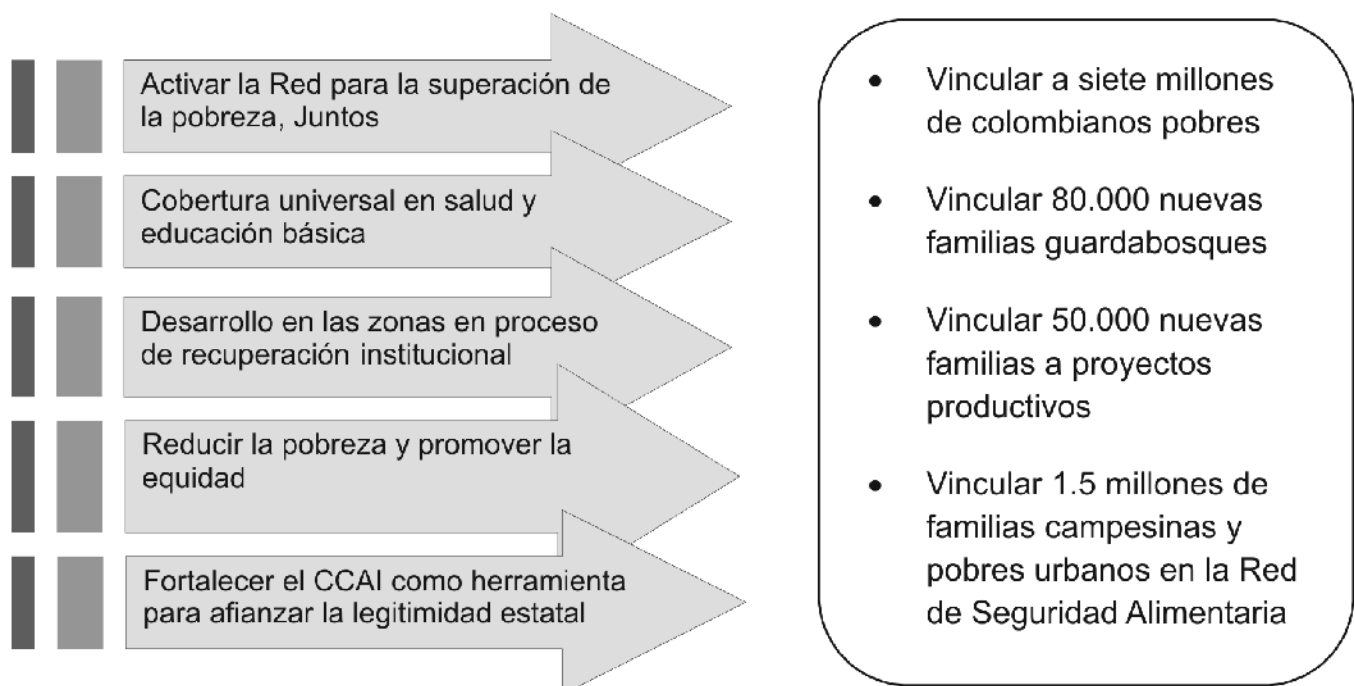 Activar la Red para la superación de
la pobreza, Juntos
Cobertura universal en salud y
educación básica
Desarrollo en las zonas en proceso
de recuperación institucional
Reducir la pobreza y promover la
equidad
Fortalecer el CCAI como herramienta
para afianzar la legitimidad estatal
• Vincular a siete millones
de colombianos pobres
• Vincular 80.000 nuevas
familias guardabosques
• Vincular 50.000 nuevas
familias a proyectos
productivos
• Vincular 1.5 millones de
familias campesinas y
pobres urbanos en la Red
de Seguridad Alimentaria